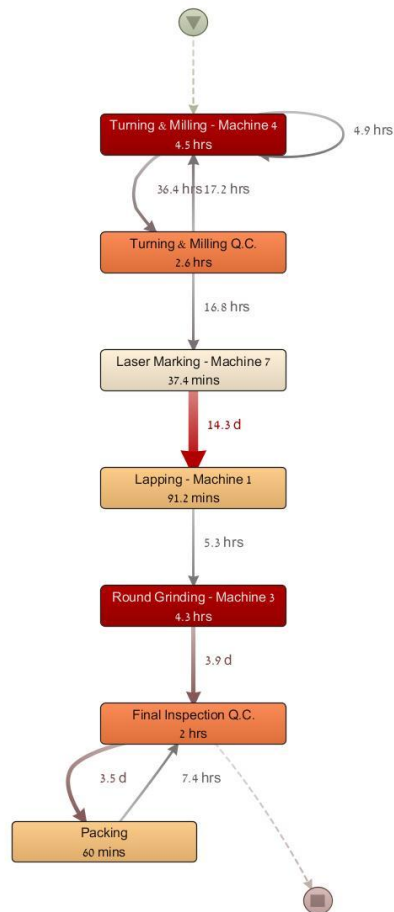 Turning & Milling - Machine 4
4.5 hrs
4.9 hrs
36.4 hrs
17.2 hrs
Turning & Milling Q.C.
2.6 hrs
16.8 hrs
Laser Marking - Machine 7
37.4 mins
14.3 d
Lapping - Machine 1
91.2 mins
5.3 hrs
Round Grinding - Machine 3
4.3 hrs
3.9 d
Final Inspection Q.C.
2 hrs
3.5 d
7.4 hrs
Packing
60 mins